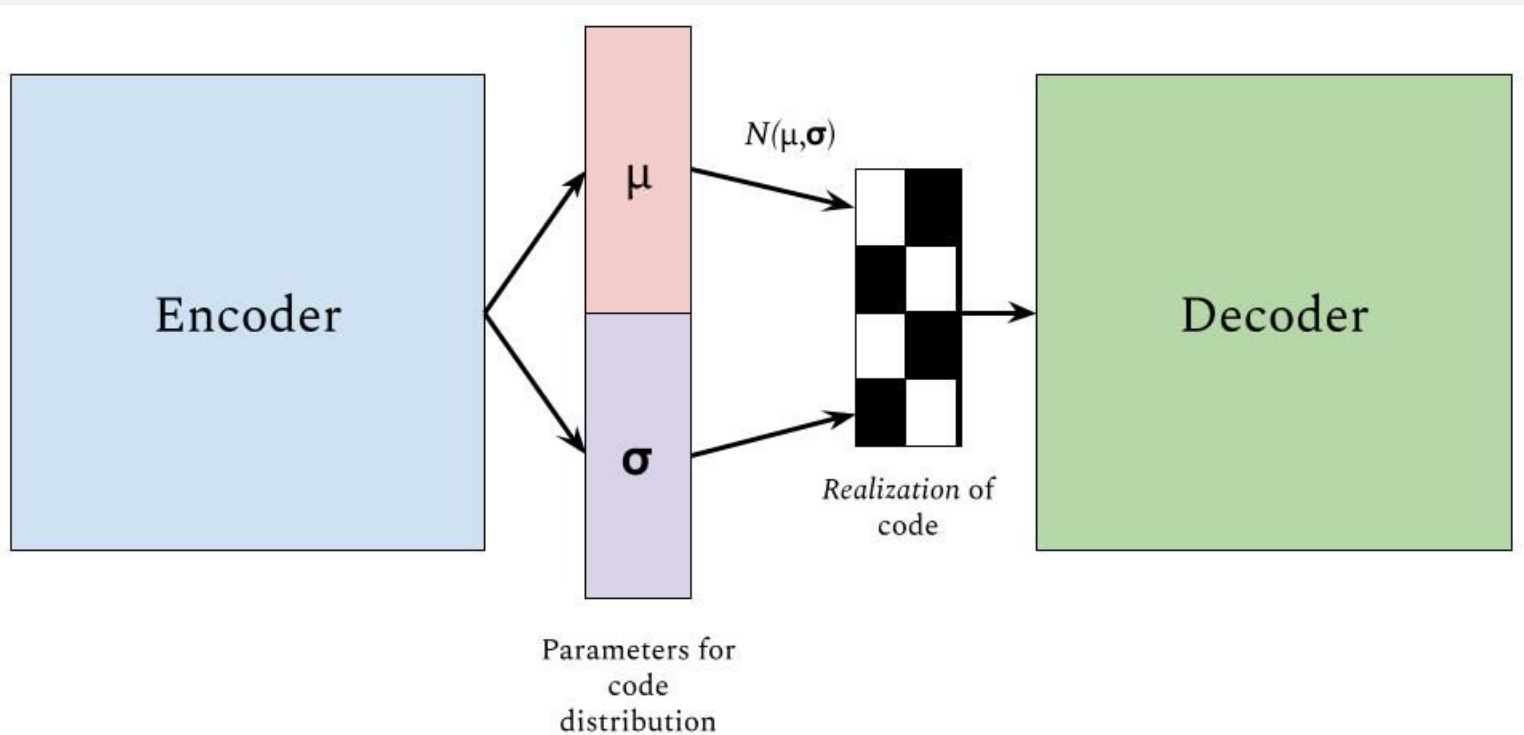 Encoder
μ
σ
N(μ,σ)
Realization of
code
Decoder
Parameters for
code
distribution